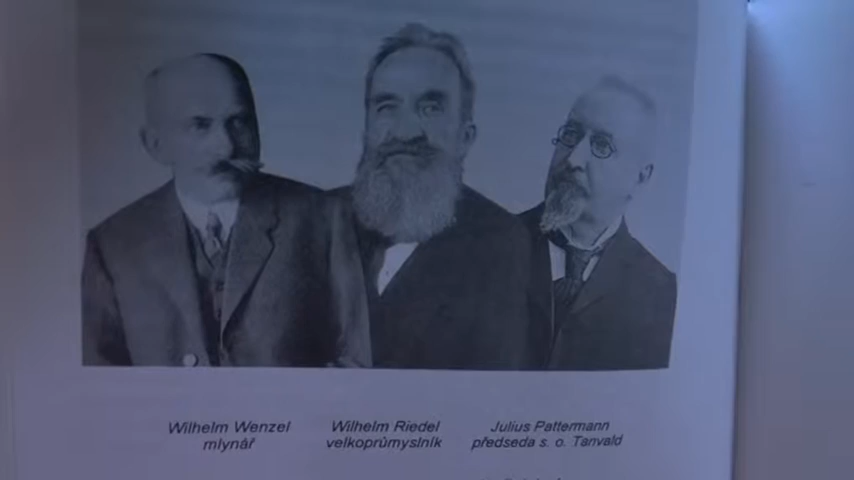 Wilhelm Wenzel
mlynář
Wilhelm Riedel
velkoprůmyslník
Julius Pattermann
předseda s. o. Tanvald